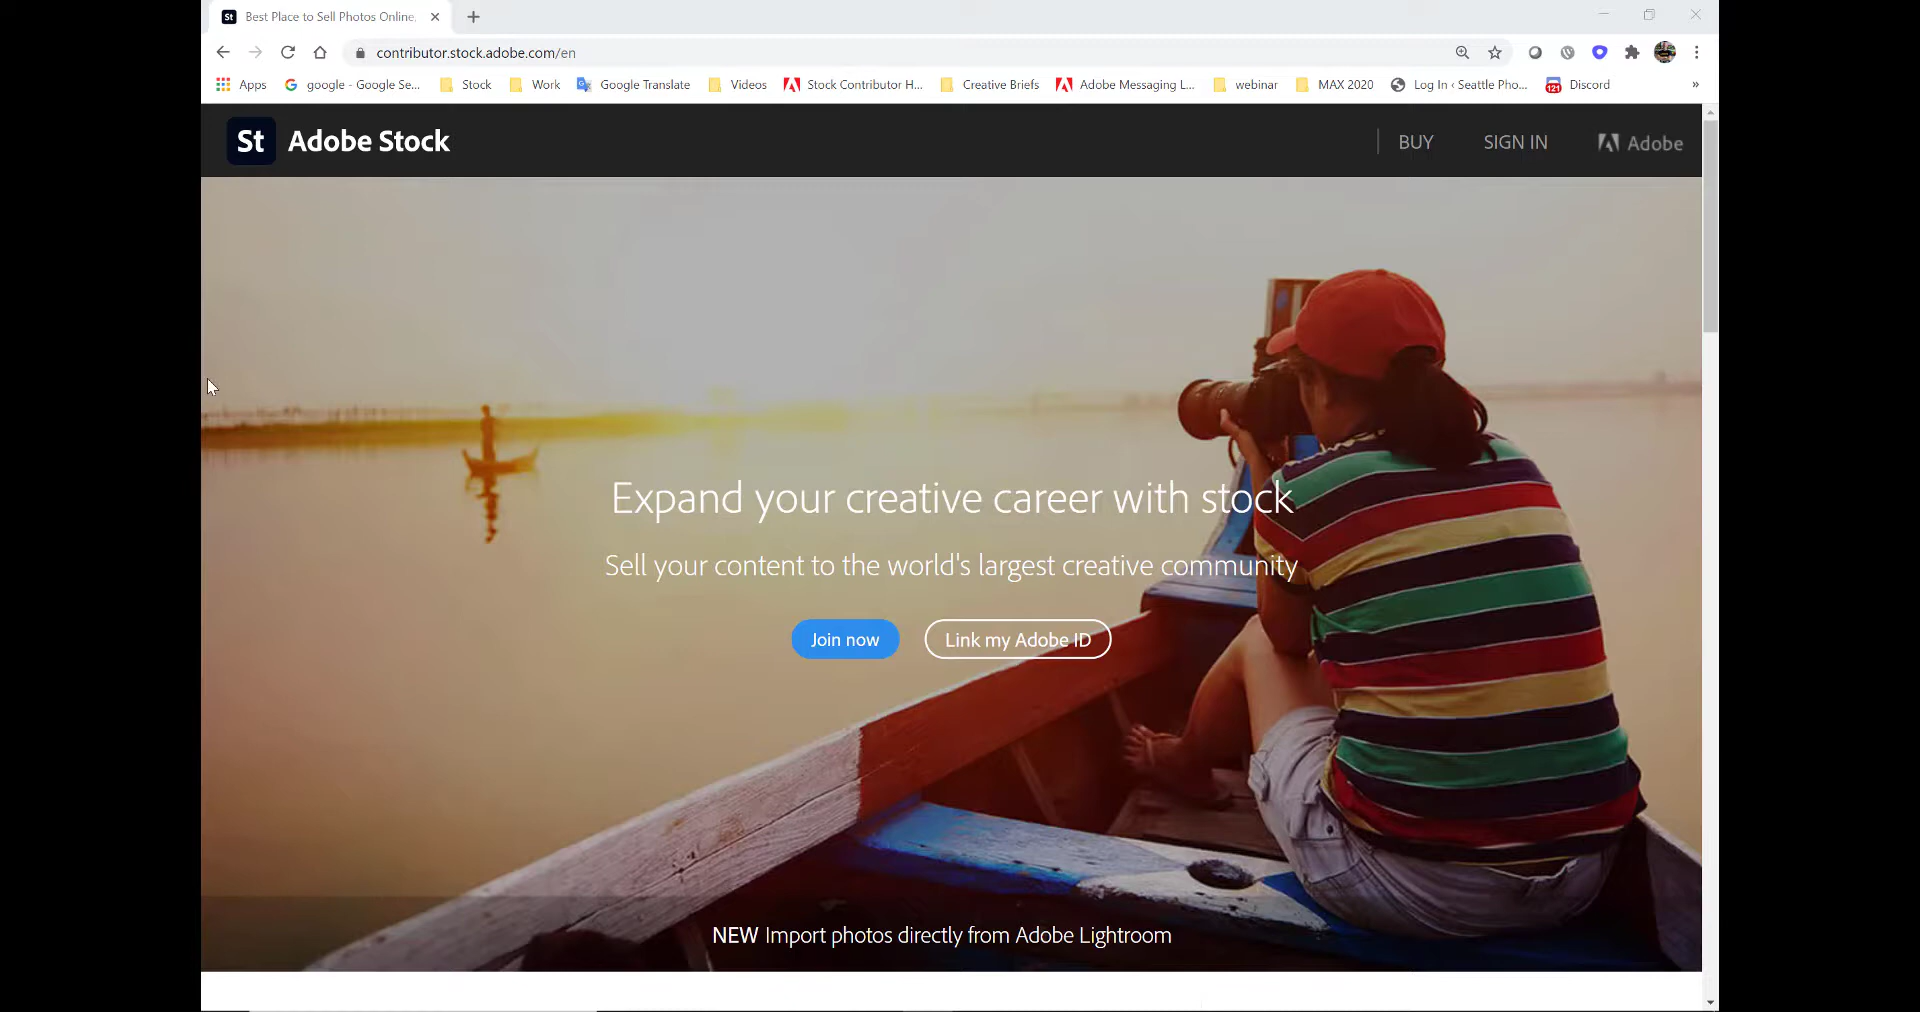 St Best Place to Sell Photos Online,
contributor.stock.adobe.com/en
Apps google - Google Se... Stock Work Google Translate Videos Stock Contributor H... Creative Briefs Adobe Messaging L... webinar MAX 2020 Log In ‹ Seattle Pho... 121 Discord »
St Adobe Stock BUY SIGN IN Adobe
Expand your creative career with stock
Sell your content to the world's largest creative community
Join now Link my Adobe ID
NEW Import photos directly from Adobe Lightroom